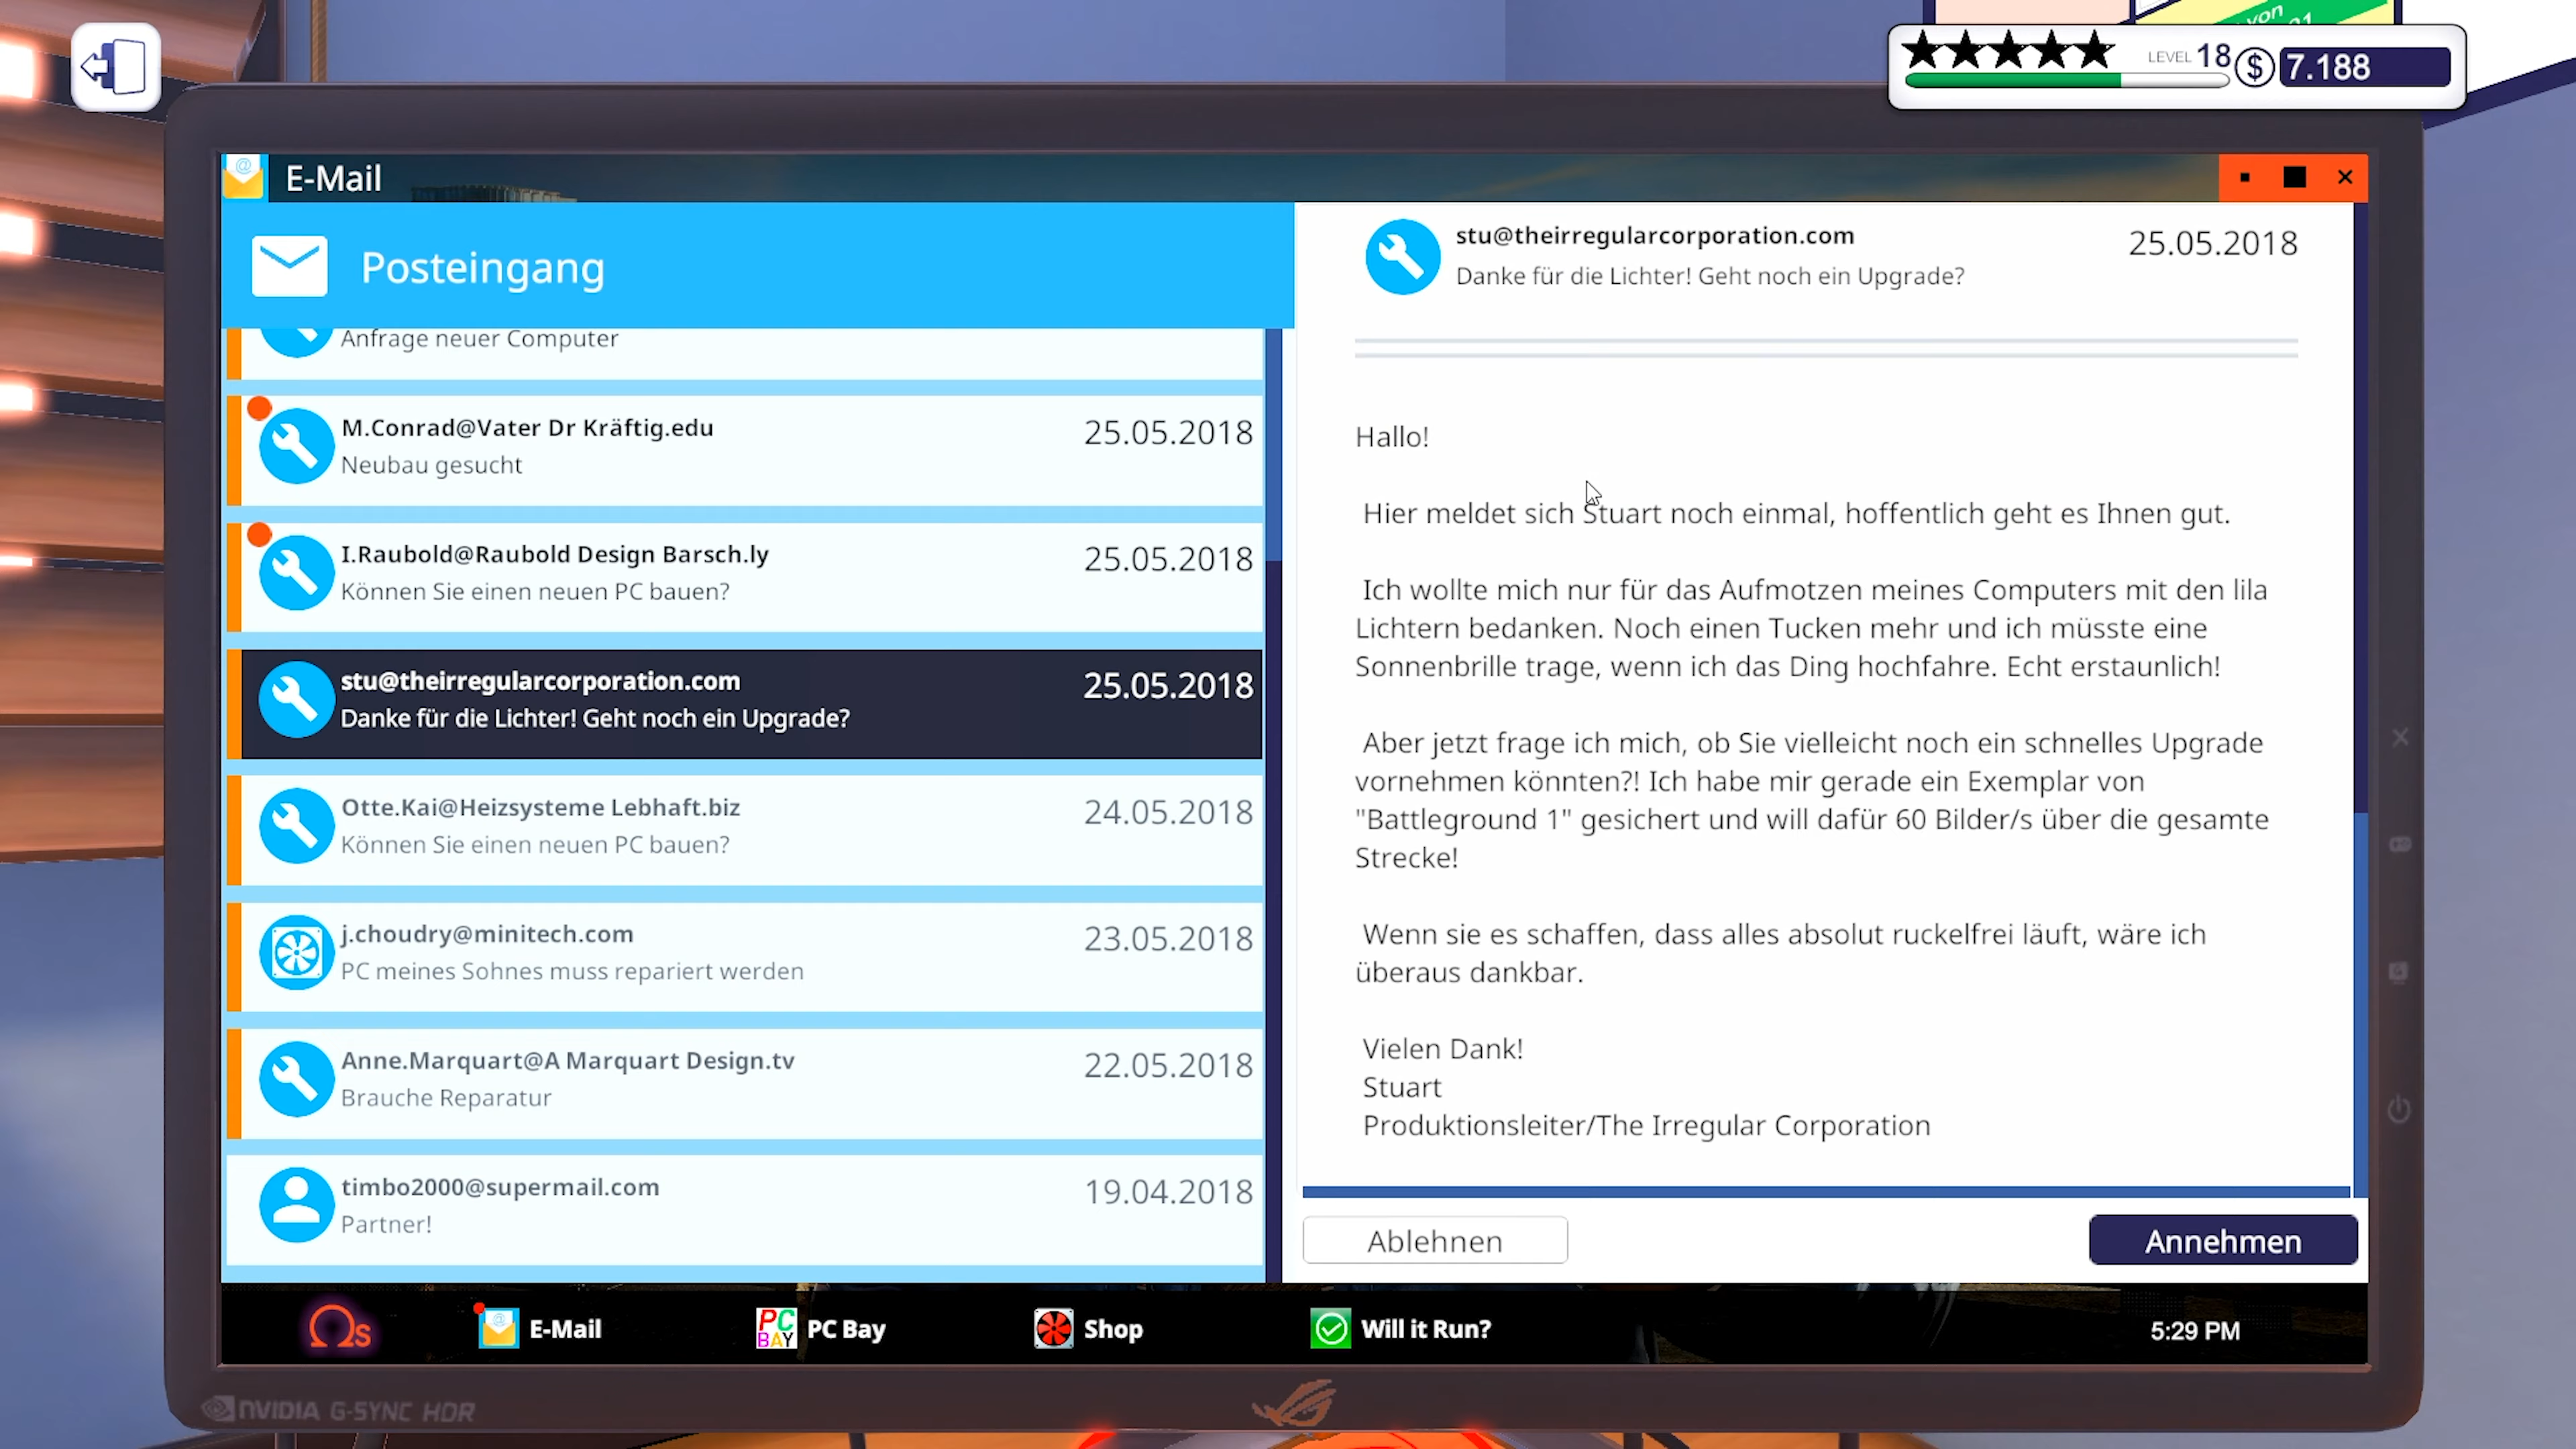 von
LEVEL 18 $ 7.188
E-Mail
Posteingang
Anfrage neuer Computer
M.Conrad@Vater Dr Kräftig.edu 25.05.2018
Neubau gesucht
I.Raubold@Raubold Design Barsch.ly 25.05.2018
Können Sie einen neuen PC bauen?
stu@theirregularcorporation.com 25.05.2018
Danke für die Lichter! Geht noch ein Upgrade?
Otte.Kai@Heizsysteme Lebhaft.biz 24.05.2018
Können Sie einen neuen PC bauen?
j.choudry@minitech.com 23.05.2018
PC meines Sohnes muss repariert werden
Anne.Marquart@A Marquart Design.tv 22.05.2018
Brauche Reparatur
timbo2000@supermail.com 19.04.2018
Partner!
stu@theirregularcorporation.com 25.05.2018
Danke für die Lichter! Geht noch ein Upgrade?
Hallo!
Hier meldet sich Stuart noch einmal, hoffentlich geht es Ihnen gut.
Ich wollte mich nur für das Aufmotzen meines Computers mit den lila
Lichtern bedanken. Noch einen Tucken mehr und ich müsste eine
Sonnenbrille trage, wenn ich das Ding hochfahre. Echt erstaunlich!
Aber jetzt frage ich mich, ob Sie vielleicht noch ein schnelles Upgrade
vornehmen könnten?! Ich habe mir gerade ein Exemplar von
"Battleground 1" gesichert und will dafür 60 Bilder/s über die gesamte
Strecke!
Wenn sie es schaffen, dass alles absolut ruckelfrei läuft, wäre ich
überaus dankbar.
Vielen Dank!
Stuart
Produktionsleiter/The Irregular Corporation
Ablehnen Annehmen
Ωs E-Mail PC BAY PC Bay Shop Will it Run? 5:29 PM
NVIDIA G-SYNC HDR